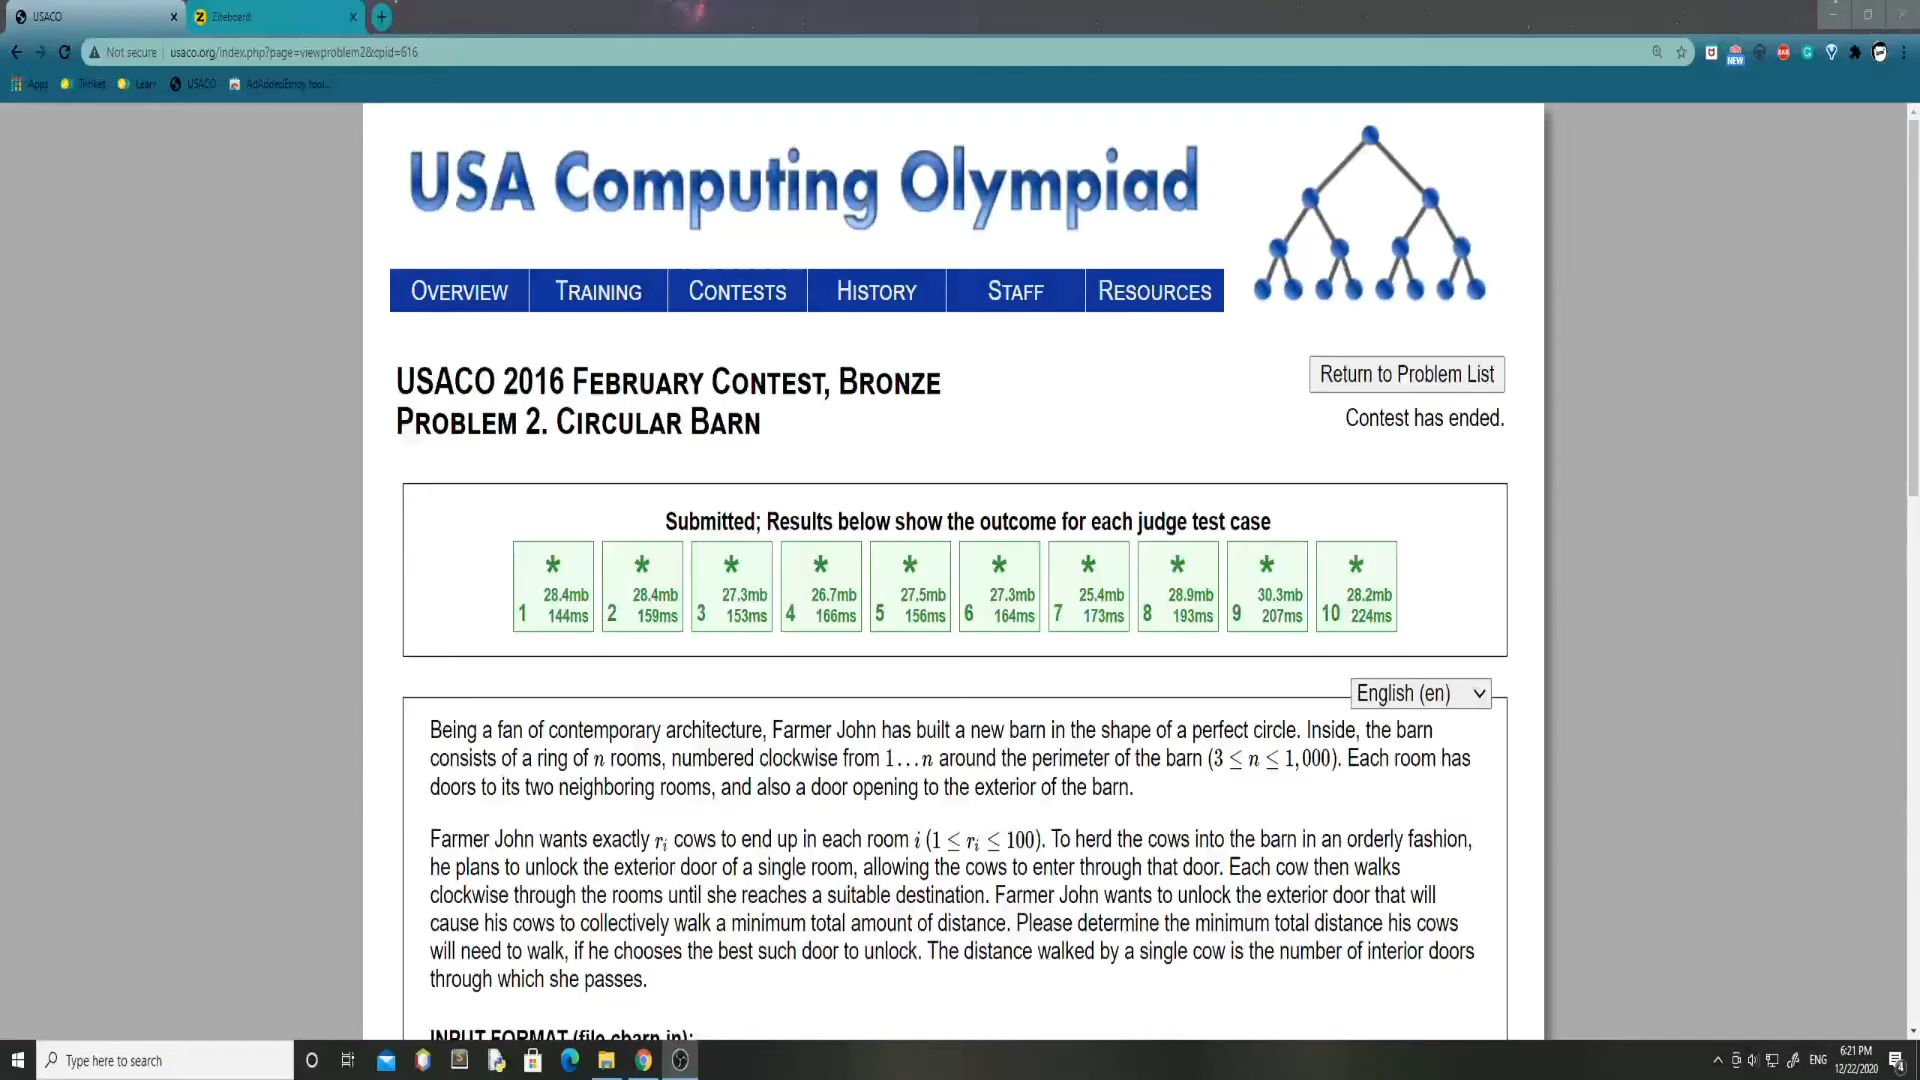 USACO
Ziteboard
Not secure
usaco.org/index.php?page=viewproblem2&cpid=616
NEW
Apps
Trinket
Learn
USACO
USA Computing Olympiad
OVERVIEW TRAINING CONTESTS HISTORY STAFF RESOURCES
USACO 2016 FEBRUARY CONTEST, BRONZE
PROBLEM 2. CIRCULAR BARN
Return to Problem List
Contest has ended.
Submitted; Results below show the outcome for each judge test case
* * * * * * * * * *
28.4mb 28.4mb 27.3mb 26.7mb 27.5mb 27.3mb 25.4mb 28.9mb 30.3mb 28.2mb
1 144ms 2 159ms 3 153ms 4 166ms 5 156ms 6 164ms 7 173ms 8 193ms 9 207ms 10 224ms
English (en)
Being a fan of contemporary architecture, Farmer John has built a new barn in the shape of a perfect circle. Inside, the barn
consists of a ring of n rooms, numbered clockwise from 1…n around the perimeter of the barn (3 ≤ n ≤ 1,000). Each room has
doors to its two neighboring rooms, and also a door opening to the exterior of the barn.
Farmer John wants exactly rᵢ cows to end up in each room i (1 ≤ rᵢ ≤ 100). To herd the cows into the barn in an orderly fashion,
he plans to unlock the exterior door of a single room, allowing the cows to enter through that door. Each cow then walks
clockwise through the rooms until she reaches a suitable destination. Farmer John wants to unlock the exterior door that will
cause his cows to collectively walk a minimum total amount of distance. Please determine the minimum total distance his cows
will need to walk, if he chooses the best such door to unlock. The distance walked by a single cow is the number of interior doors
through which she passes.
INPUT FORMAT (file cbarn.in):
Type here to search
ENG
6:21 PM
12/22/2020